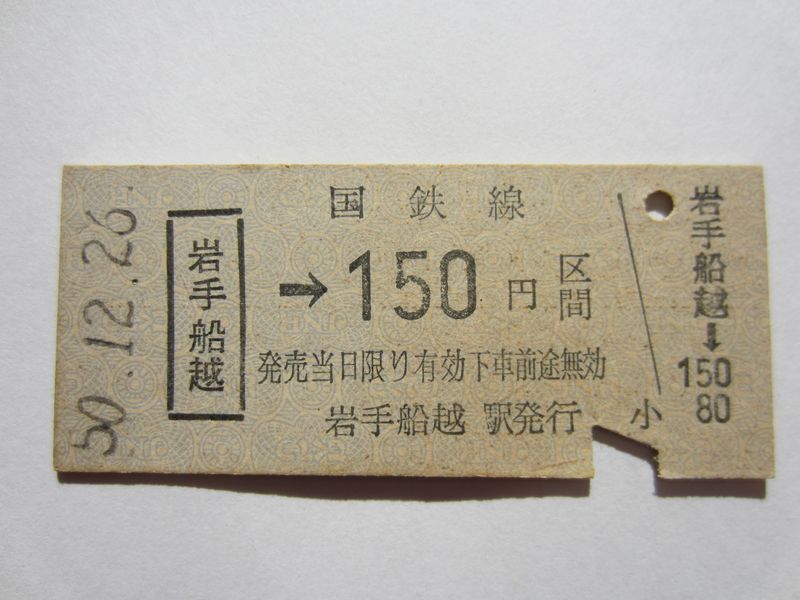 50.12.26.
岩手船越
国鉄線
→150円区間
発売当日限り有効下車前途無効
岩手船越 駅発行
小
岩手船越➡
150
80